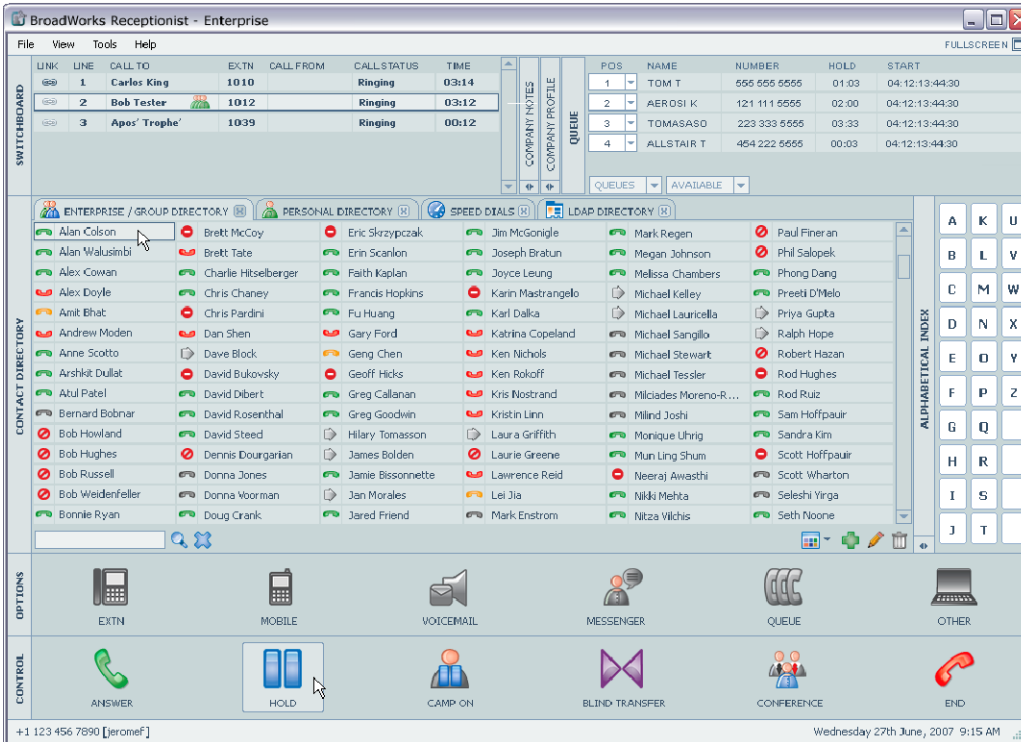 BroadWorks Receptionist - Enterprise
File View Tools Help FULLSCREEN
SWITCHBOARD
LINK LINE CALL TO EXTN CALL FROM CALL STATUS TIME
1 Carlos King 1010 Ringing 03:14
2 Bob Tester 1012 Ringing 03:12
3 Apos' Trophe' 1039 Ringing 00:12
COMPANY NOTES
COMPANY PROFILE
QUEUE
POS NAME NUMBER HOLD START
1 TOM T 555 555 5555 01:03 04:12:13:44:30
2 AEROSI K 121 111 5555 02:00 04:12:13:44:30
3 TOMASASO 223 333 5555 03:33 04:12:13:44:30
4 ALLSTAIR T 454 222 5555 00:03 04:12:13:44:30
QUEUES AVAILABLE
CONTACT DIRECTORY
ENTERPRISE / GROUP DIRECTORY PERSONAL DIRECTORY SPEED DIALS LDAP DIRECTORY
Alan Colson Brett McCoy Eric Skrzypczak Jim McGonigle Mark Regen Paul Fineran
Alan Walusimbi Brett Tate Erin Scanlon Joseph Bratun Megan Johnson Phil Salopek
Alex Cowan Charlie Hitselberger Faith Kaplan Joyce Leung Melissa Chambers Phong Dang
Alex Doyle Chris Chaney Francis Hopkins Karin Mastrangelo Michael Kelley Preeti D'Melo
Amit Bhat Chris Pardini Fu Huang Karl Dalka Michael Lauricella Priya Gupta
Andrew Moden Dan Shen Gary Ford Katrina Copeland Michael Sangillo Ralph Hope
Anne Scotto Dave Block Geng Chen Ken Nichols Michael Stewart Robert Hazan
Arshkit Dullat David Bukovsky Geoff Hicks Ken Rokoff Michael Tessler Rod Hughes
Atul Patel David Dibert Greg Callanan Kris Nostrand Milciades Moreno-R... Rod Ruiz
Bernard Bobnar David Rosenthal Greg Goodwin Kristin Linn Milind Joshi Sam Hoffpauir
Bob Howland David Steed Hilary Tomasson Laura Griffith Monique Uhrig Sandra Kim
Bob Hughes Dennis Dourgarian James Bolden Laurie Greene Mun Ling Shum Scott Hoffpauir
Bob Russell Donna Jones Jamie Bissonnette Lawrence Reid Neeraj Awasthi Scott Wharton
Bob Weidenfeller Donna Voorman Jan Morales Lei Jia Nikki Mehta Seleshi Yirga
Bonnie Ryan Doug Crank Jared Friend Mark Enstrom Nitza Vilchis Seth Noone
ALPHABETICAL INDEX
A K U
B L V
C M W
D N X
E O Y
F P Z
G Q
H R
I S
J T
OPTIONS
EXTN MOBILE VOICEMAIL MESSENGER QUEUE OTHER
CONTROL
ANSWER HOLD CAMP ON BLIND TRANSFER CONFERENCE END
+1 123 456 7890 [jeromef] Wednesday 27th June, 2007 9:15 AM